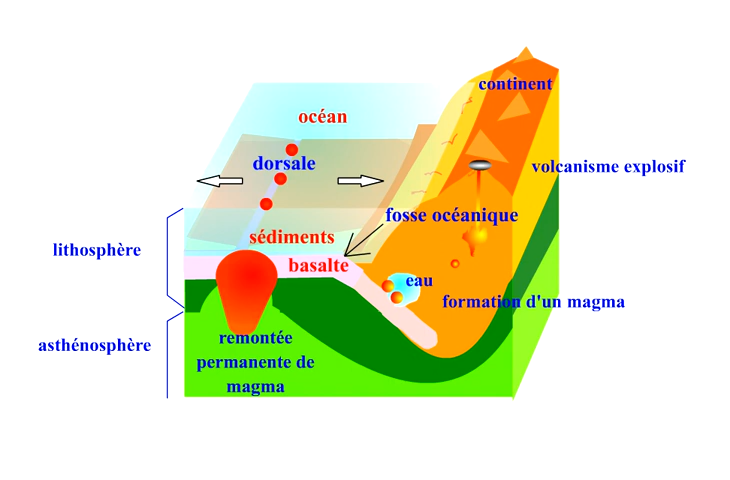 continent
océan
dorsale
volcanisme explosif
fosse océanique
sédiments
lithosphère
basalte
eau
formation d'un magma
asthénosphère
remontée
permanente de
magma